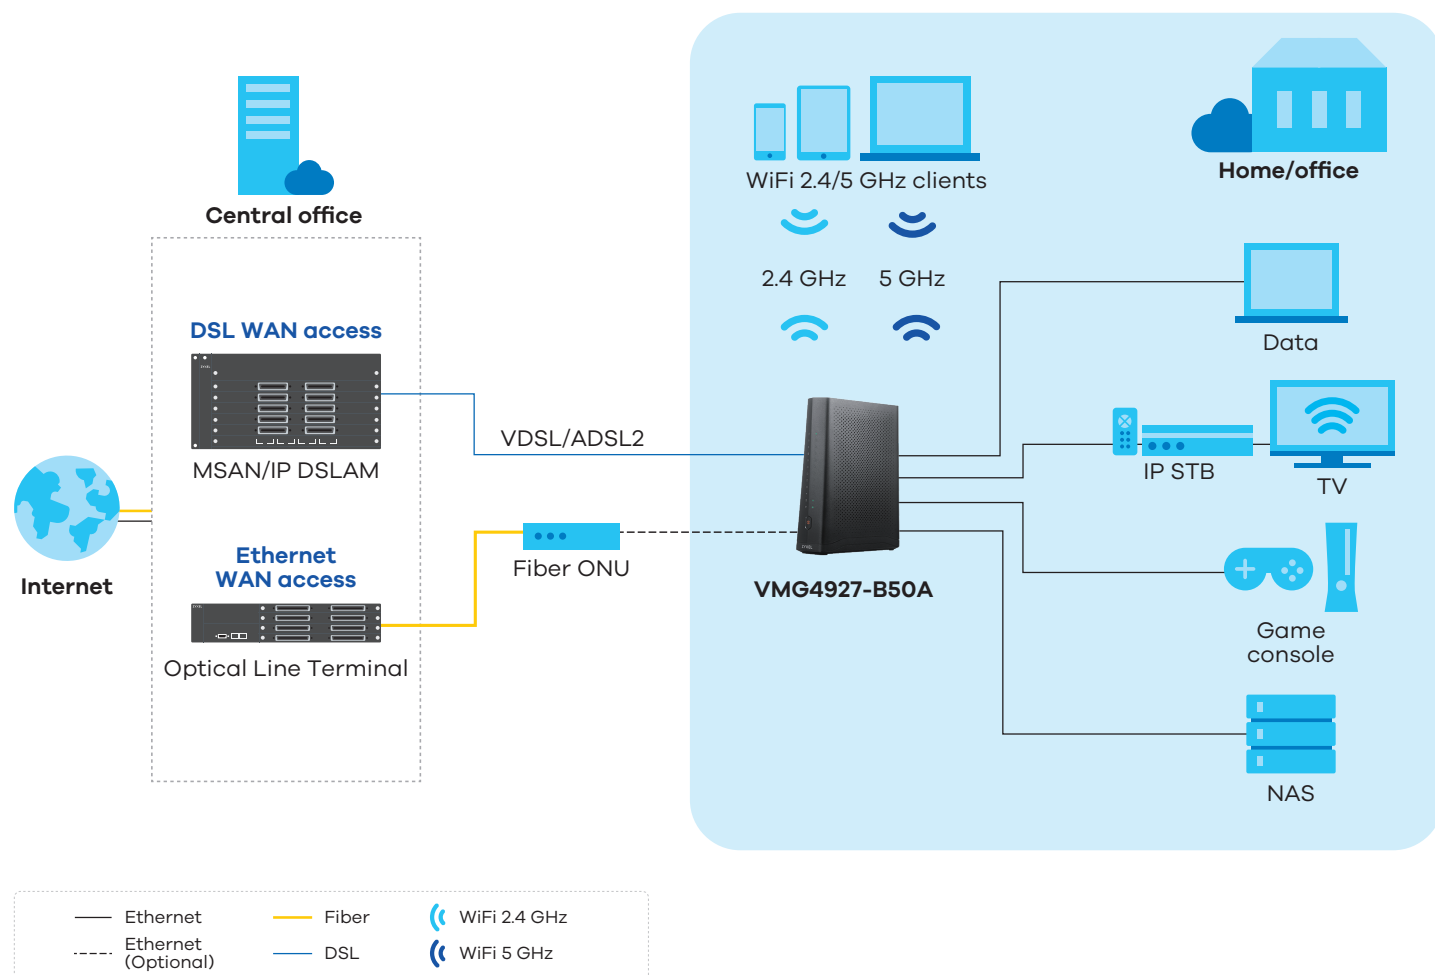 Central office
DSL WAN access
MSAN/IP DSLAM
Internet
Ethernet
WAN access
Optical Line Terminal
VDSL/ADSL2
Fiber ONU
WiFi 2.4/5 GHz clients
2.4 GHz
5 GHz
VMG4927-B50A
Home/office
Data
IP STB
TV
Game
console
NAS
Ethernet
Fiber
WiFi 2.4 GHz
Ethernet
(Optional)
DSL
WiFi 5 GHz